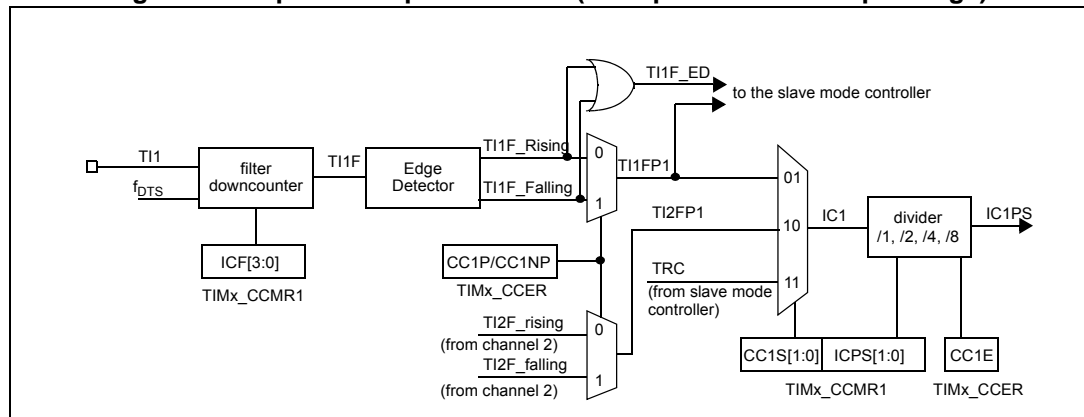 TI1F_ED
to the slave mode controller
TI1
TI1F
TI1F_Rising
0
TI1FP1
filter
downcounter
Edge
Detector
01
fDTS
TI1F_Falling
1
TI2FP1
10
IC1
divider
/1, /2, /4, /8
IC1PS
ICF[3:0]
CC1P/CC1NP
TRC
11
TIMx_CCMR1
TIMx_CCER
(from slave mode
controller)
TI2F_rising
0
(from channel 2)
TI2F_falling
1
(from channel 2)
CC1S[1:0]
ICPS[1:0]
CC1E
TIMx_CCMR1
TIMx_CCER